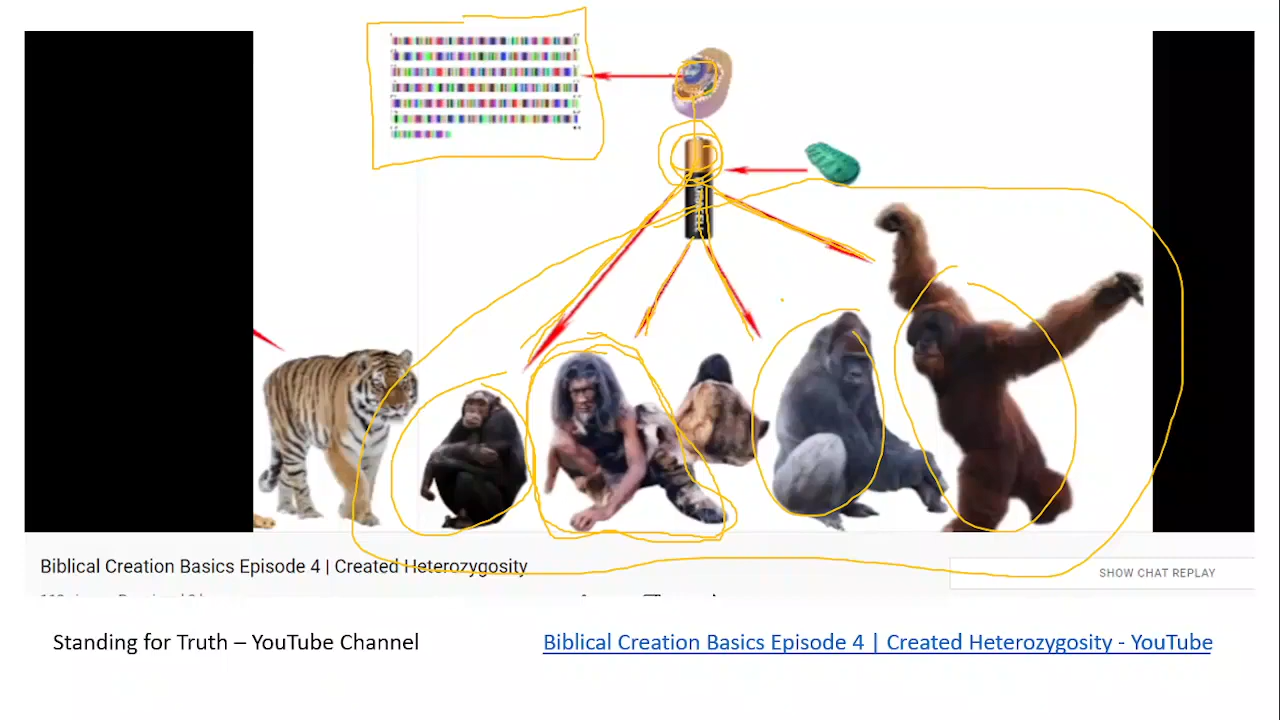 DURACELL
Biblical Creation Basics Episode 4 | Created Heterozygosity
SHOW CHAT REPLAY
Standing for Truth – YouTube Channel
Biblical Creation Basics Episode 4 | Created Heterozygosity - YouTube